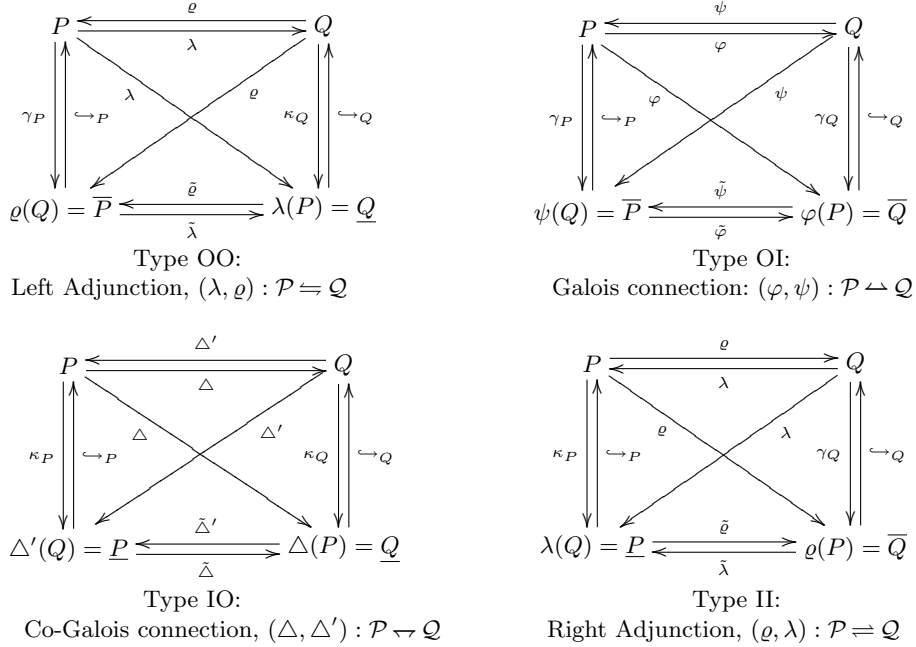 ϱ ψ
P Q P Q
λ φ
λ ϱ φ ψ
γ_P ↪_P κ_Q ↪_Q γ_P ↪_P γ_Q ↪_Q
ϱ̃ ψ̃
ϱ(Q) = P̅ λ(P) = Q̲ ψ(Q) = P̅ φ(P) = Q̅
λ̃ φ̃
Type OO: Type OI:
Left Adjunction, (λ, ϱ) : 𝒫 ⇋ 𝒬 Galois connection: (φ, ψ) : 𝒫 ⥎ 𝒬
△′ ϱ
P Q P Q
△ λ
△ △′ ϱ λ
κ_P ↪_P κ_Q ↪_Q κ_P ↪_P γ_Q ↪_Q
△̃′ ϱ̃
△′(Q) = P̲ △(P) = Q̲ λ(Q) = P̲ ϱ(P) = Q̅
△̃ λ̃
Type IO: Type II:
Co-Galois connection, (△, △′) : 𝒫 ⥐ 𝒬 Right Adjunction, (ϱ, λ) : 𝒫 ⇌ 𝒬